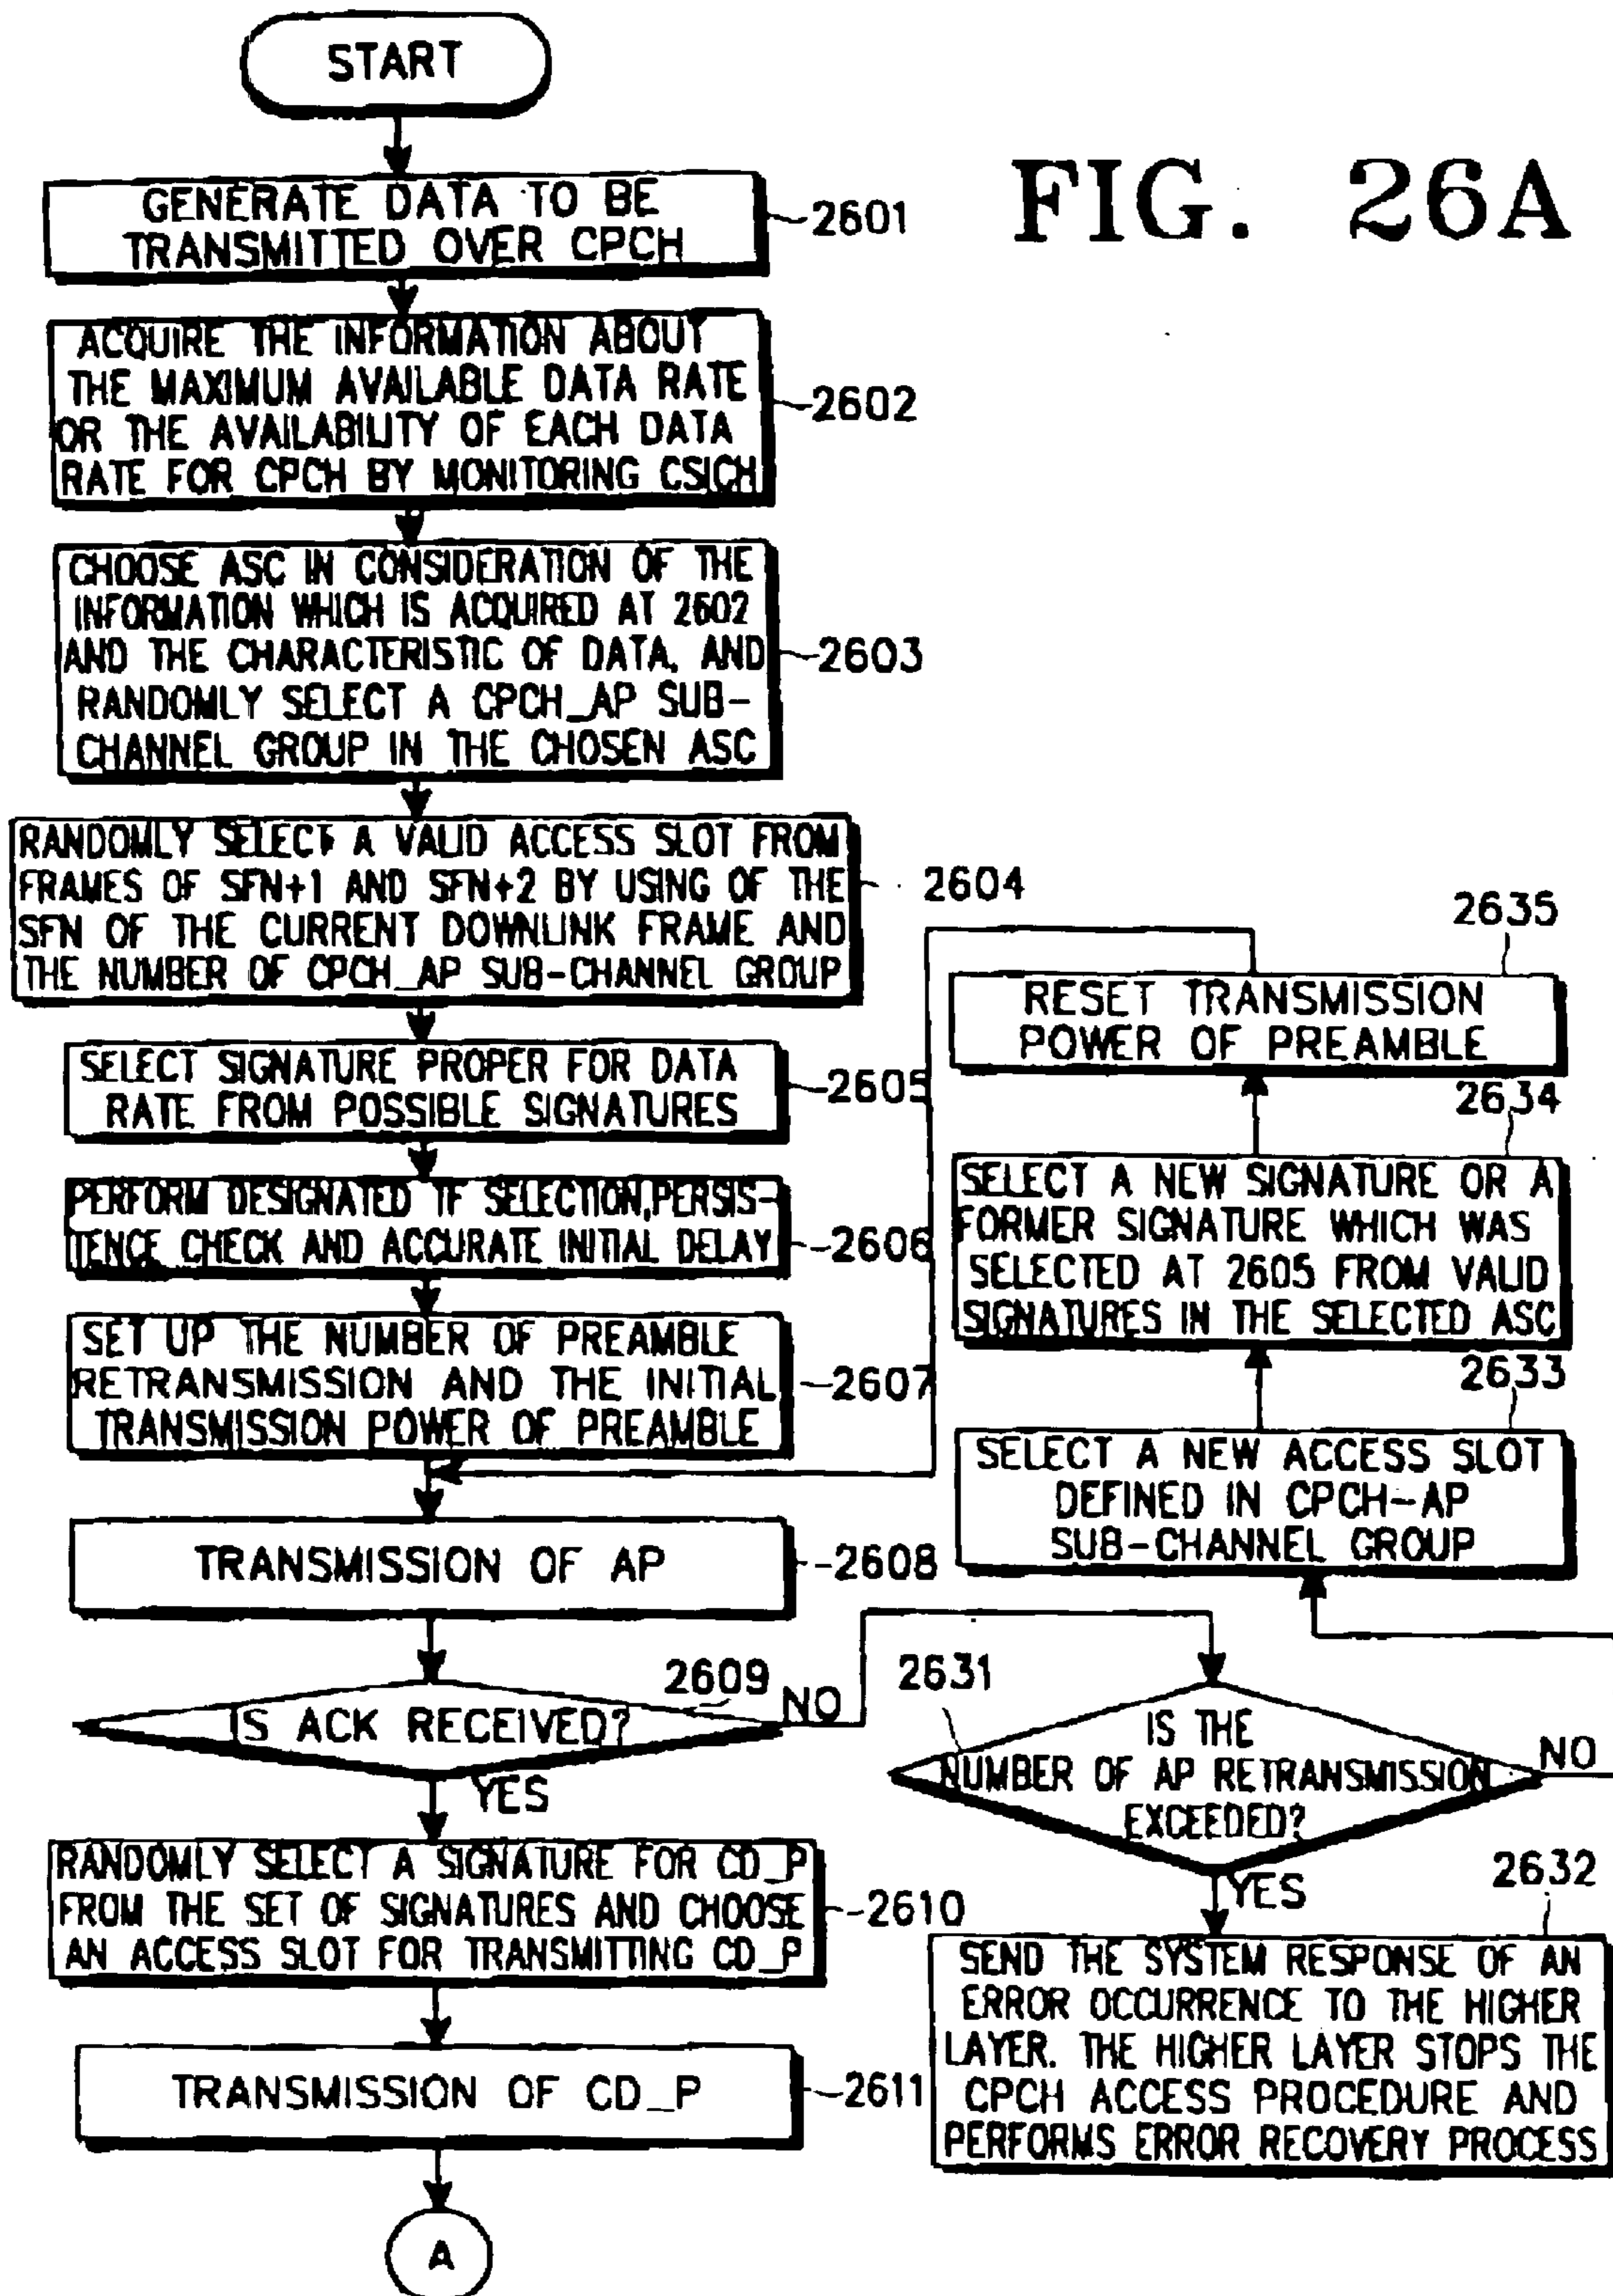 START
FIG. 26A
GENERATE DATA TO BE
TRANSMITTED OVER CPCH
2601
ACQUIRE THE INFORMATION ABOUT
THE MAXIMUM AVAILABLE DATA RATE
OR THE AVAILABILITY OF EACH DATA
RATE FOR CPCH BY MONITORING CSICH
2602
CHOOSE ASC IN CONSIDERATION OF THE
INFORMATION WHICH IS ACQUIRED AT 2602
AND THE CHARACTERISTIC OF DATA, AND
RANDOMLY SELECT A CPCH_AP SUB-
CHANNEL GROUP IN THE CHOSEN ASC
2603
RANDOMLY SELECT A VALID ACCESS SLOT FROM
FRAMES OF SFN+1 AND SFN+2 BY USING OF THE
SFN OF THE CURRENT DOWNLINK FRAME AND
THE NUMBER OF CPCH_AP SUB-CHANNEL GROUP
2604
SELECT SIGNATURE PROPER FOR DATA
RATE FROM POSSIBLE SIGNATURES
2605
PERFORM DESIGNATED TF SELECTION,PERSIS-
TENCE CHECK AND ACCURATE INITIAL DELAY
2606
SET UP THE NUMBER OF PREAMBLE
RETRANSMISSION AND THE INITIAL
TRANSMISSION POWER OF PREAMBLE
2607
TRANSMISSION OF AP
2608
IS ACK RECEIVED?
2609
NO
YES
RANDOMLY SELECT A SIGNATURE FOR CD_P
FROM THE SET OF SIGNATURES AND CHOOSE
AN ACCESS SLOT FOR TRANSMITTING CD_P
2610
TRANSMISSION OF CD_P
2611
A
2635
RESET TRANSMISSION
POWER OF PREAMBLE
2634
SELECT A NEW SIGNATURE OR A
FORMER SIGNATURE WHICH WAS
SELECTED AT 2605 FROM VALID
SIGNATURES IN THE SELECTED ASC
2633
SELECT A NEW ACCESS SLOT
DEFINED IN CPCH-AP
SUB-CHANNEL GROUP
2631
IS THE
NUMBER OF AP RETRANSMISSION
EXCEEDED?
NO
YES
2632
SEND THE SYSTEM RESPONSE OF AN
ERROR OCCURRENCE TO THE HIGHER
LAYER. THE HIGHER LAYER STOPS THE
CPCH ACCESS PROCEDURE AND
PERFORMS ERROR RECOVERY PROCESS